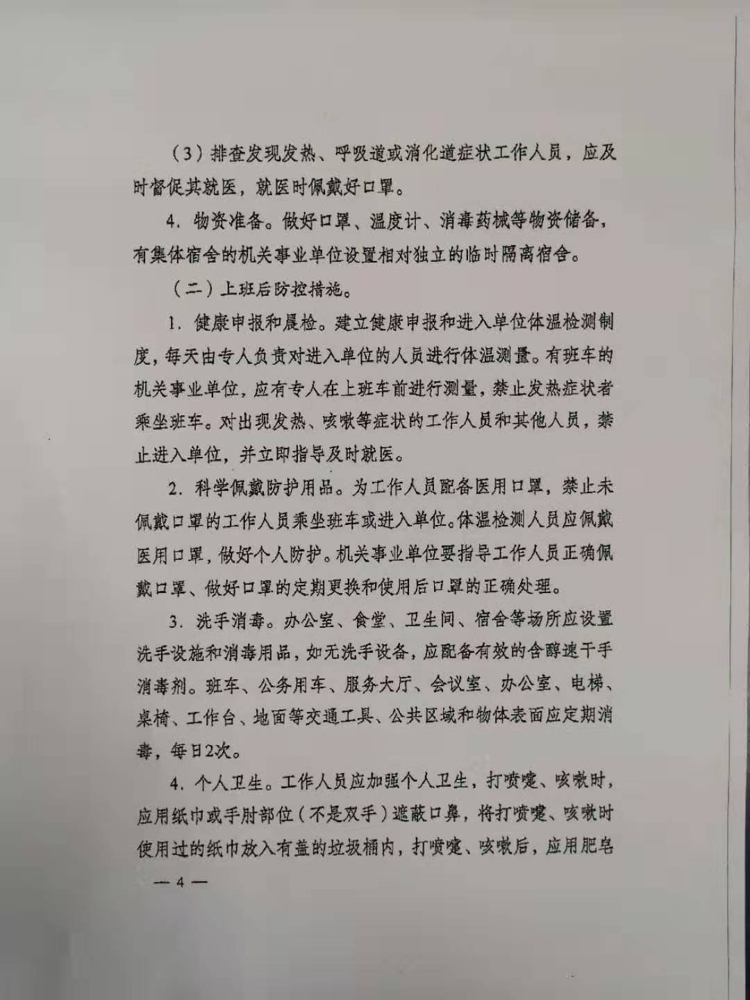 （3）排查发现发热、呼吸道或消化道症状工作人员，应及
时督促其就医，就医时佩戴好口罩。
4. 物资准备。做好口罩、温度计、消毒药械等物资储备，
有集体宿舍的机关事业单位设置相对独立的临时隔离宿舍。
（二）上班后防控措施。
1. 健康申报和晨检。建立健康申报和进入单位体温检测制
度，每天由专人负责对进入单位的人员进行体温测量。有班车的
机关事业单位，应有专人在上班车前进行测量，禁止发热症状者
乘坐班车。对出现发热、咳嗽等症状的工作人员和其他人员，禁
止进入单位，并立即指导及时就医。
2. 科学佩戴防护用品。为工作人员配备医用口罩，禁止未
佩戴口罩的工作人员乘坐班车或进入单位。体温检测人员应佩戴
医用口罩，做好个人防护。机关事业单位要指导工作人员正确佩
戴口罩、做好口罩的定期更换和使用后口罩的正确处理。
3. 洗手消毒。办公室、食堂、卫生间、宿舍等场所应设置
洗手设施和消毒用品，如无洗手设备，应配备有效的含醇速干手
消毒剂。班车、公务用车、服务大厅、会议室、办公室、电梯、
桌椅、工作台、地面等交通工具、公共区域和物体表面应定期消
毒，每日2次。
4. 个人卫生。工作人员应加强个人卫生，打喷嚏、咳嗽时，
应用纸巾或手肘部位（不是双手）遮蔽口鼻，将打喷嚏、咳嗽时
使用过的纸巾放入有盖的垃圾桶内，打喷嚏、咳嗽后，应用肥皂
— 4 —